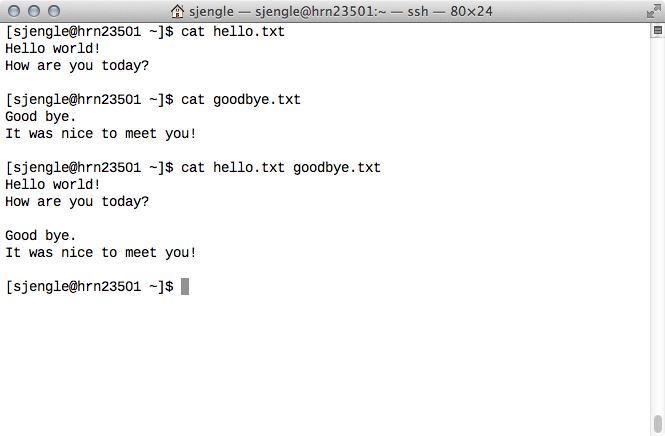 sjengle — sjengle@hrn23501:~ — ssh — 80×24
[sjengle@hrn23501 ~]$ cat hello.txt
Hello world!
How are you today?

[sjengle@hrn23501 ~]$ cat goodbye.txt
Good bye.
It was nice to meet you!

[sjengle@hrn23501 ~]$ cat hello.txt goodbye.txt
Hello world!
How are you today?

Good bye.
It was nice to meet you!

[sjengle@hrn23501 ~]$